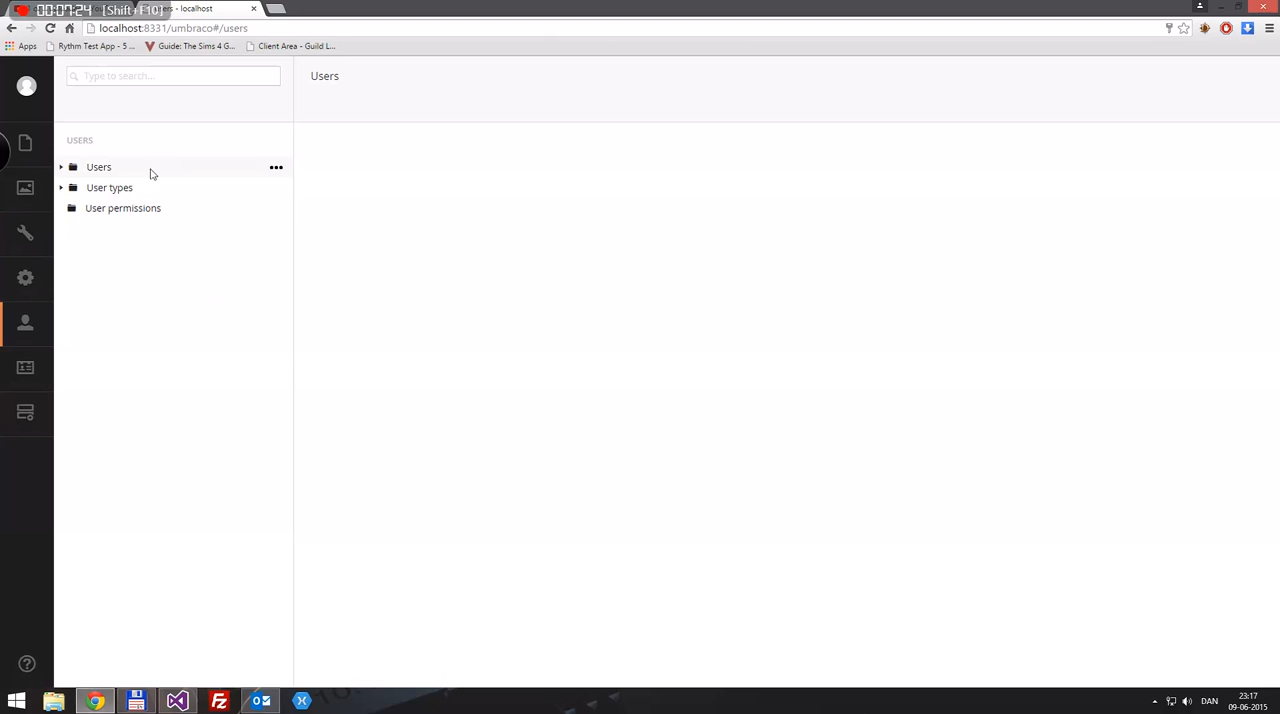 00:07:24 [Shift+F10]
rs - localhost
localhost:8331/umbraco#/users
Apps
Rythm Test App - 5 ...
Guide: The Sims 4 G...
Client Area - Guild L...
Type to search...
Users
USERS
Users
User types
User permissions
23:17
DAN
09-06-2015